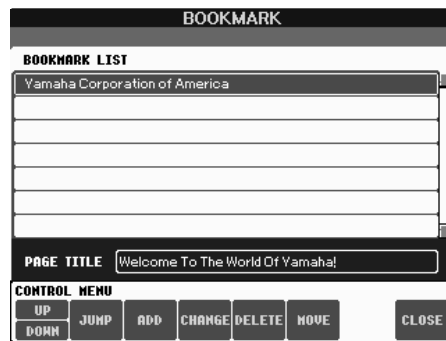 BOOKMARK
BOOKMARK LIST
Yamaha Corporation of America
PAGE TITLE Welcome To The World Of Yamaha!
CONTROL MENU
UP
DOWN
JUMP ADD CHANGE DELETE MOVE CLOSE